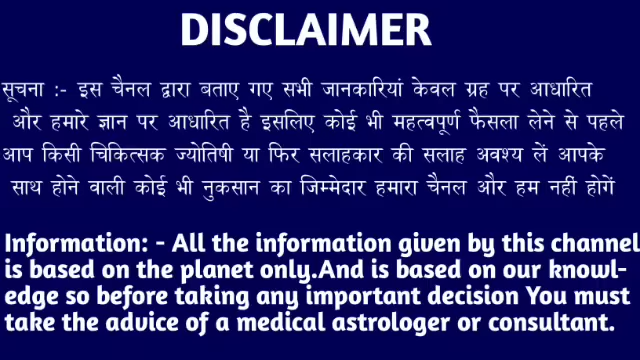 DISCLAIMER
सूचना :- इस चैनल द्वारा बताए गए सभी जानकारियां केवल ग्रह पर आधारित
और हमारे ज्ञान पर आधारित है इसलिए कोई भी महत्वपूर्ण फैसला लेने से पहले
आप किसी चिकित्सक ज्योतिषी या फिर सलाहकार की सलाह अवश्य लें आपके
साथ होने वाली कोई भी नुकसान का जिम्मेदार हमारा चैनल और हम नहीं होगें
Information: - All the information given by this channel
is based on the planet only.And is based on our knowl-
edge so before taking any important decision You must
take the advice of a medical astrologer or consultant.